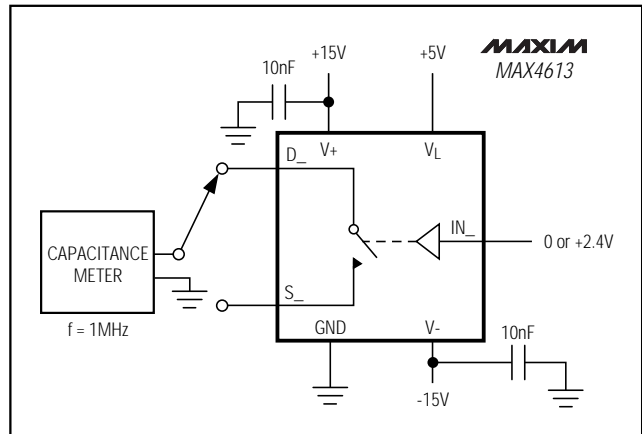 MAXIM
MAX4613
+15V
+5V
10nF
D_
V+
VL
IN_
0 or +2.4V
CAPACITANCE
METER
f = 1MHz
S_
GND
V-
10nF
-15V